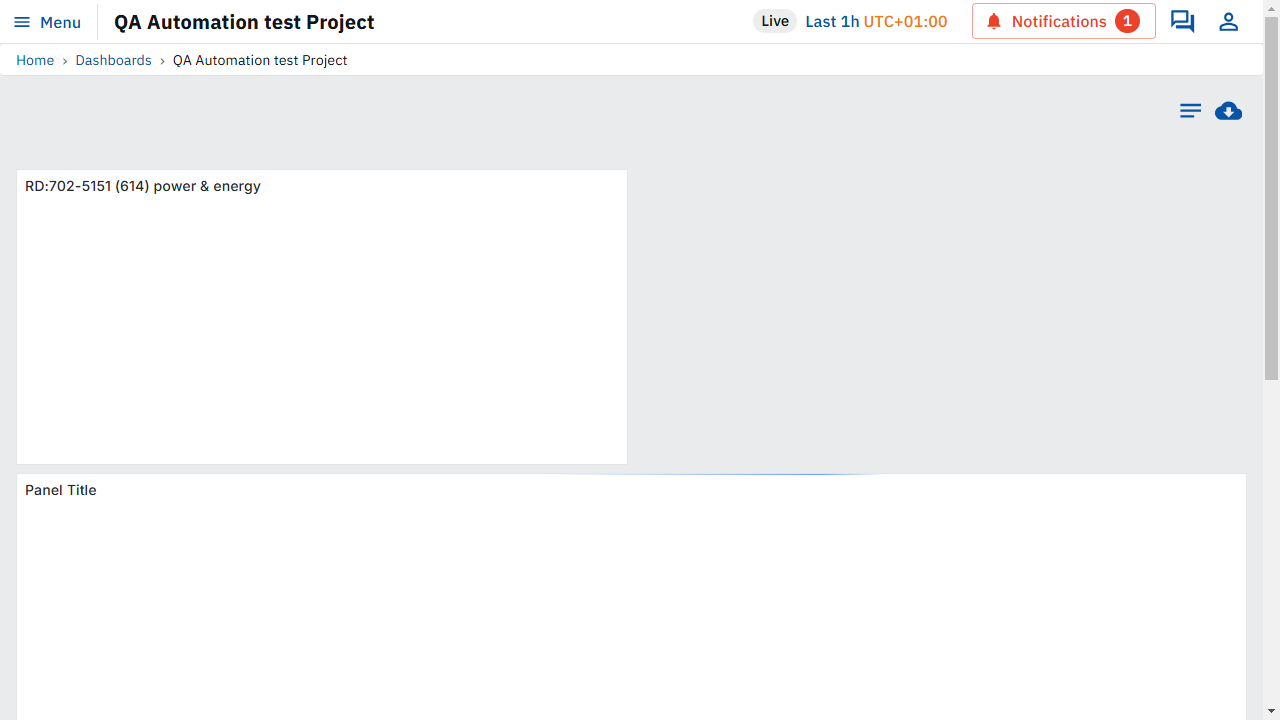 Menu
QA Automation test Project
Live
Last 1h UTC+01:00
Notifications 1
Home › Dashboards › QA Automation test Project
RD:702-5151 (614) power & energy
Panel Title